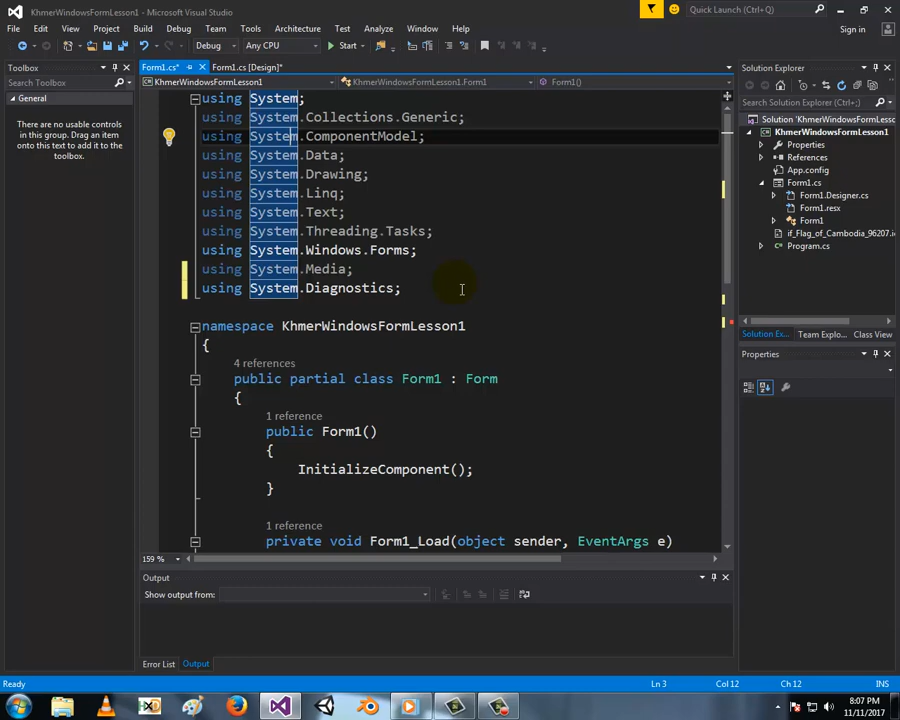 KhmerWindowsFormLesson1 - Microsoft Visual Studio
Quick Launch (Ctrl+Q)
File Edit View Project Build Debug Team Tools Architecture Test Analyze Window Help
Sign in
Debug Any CPU Start
Toolbox
Form1.cs* Form1.cs [Design]*
Solution Explorer
Search Toolbox
KhmerWindowsFormLesson1 KhmerWindowsFormLesson1.Form1 Form1()
General
There are no usable controls
in this group. Drag an item
onto this text to add it to the
toolbox.
using System;
using System.Collections.Generic;
using System.ComponentModel;
using System.Data;
using System.Drawing;
using System.Linq;
using System.Text;
using System.Threading.Tasks;
using System.Windows.Forms;
using System.Media;
using System.Diagnostics;
namespace KhmerWindowsFormLesson1
{
4 references
public partial class Form1 : Form
{
1 reference
public Form1()
{
InitializeComponent();
}
1 reference
private void Form1_Load(object sender, EventArgs e)
159 %
Search Solution Explorer (Ctrl+;)
Solution 'KhmerWindowsFormLesso
KhmerWindowsFormLesson1
Properties
References
App.config
Form1.cs
Form1.Designer.cs
Form1.resx
Form1
if_Flag_of_Cambodia_96207.i
Program.cs
Solution Ex... Team Explo... Class View
Properties
Output
Show output from:
Error List Output
Ready Ln 3 Col 12 Ch 12 INS
8:07 PM
11/11/2017